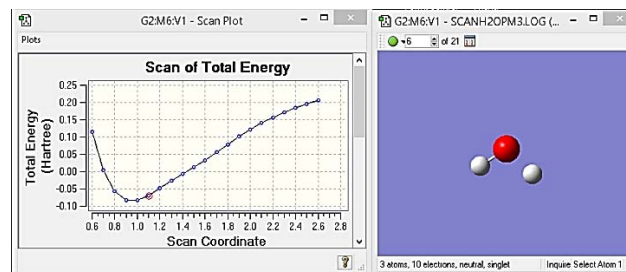 G2:M6:V1 - Scan Plot
Plots
Scan of Total Energy
Total Energy
(Hartree)
0.25
0.20
0.15
0.10
0.05
0.00
-0.05
-0.10
0.6 0.8 1.0 1.2 1.4 1.6 1.8 2.0 2.2 2.4 2.6 2.8
Scan Coordinate
?
G2:M6:V1 - SCANH2OPM3.LOG (...
6 of 21
3 atoms, 10 electrons, neutral, singlet
Inquire Select Atom 1